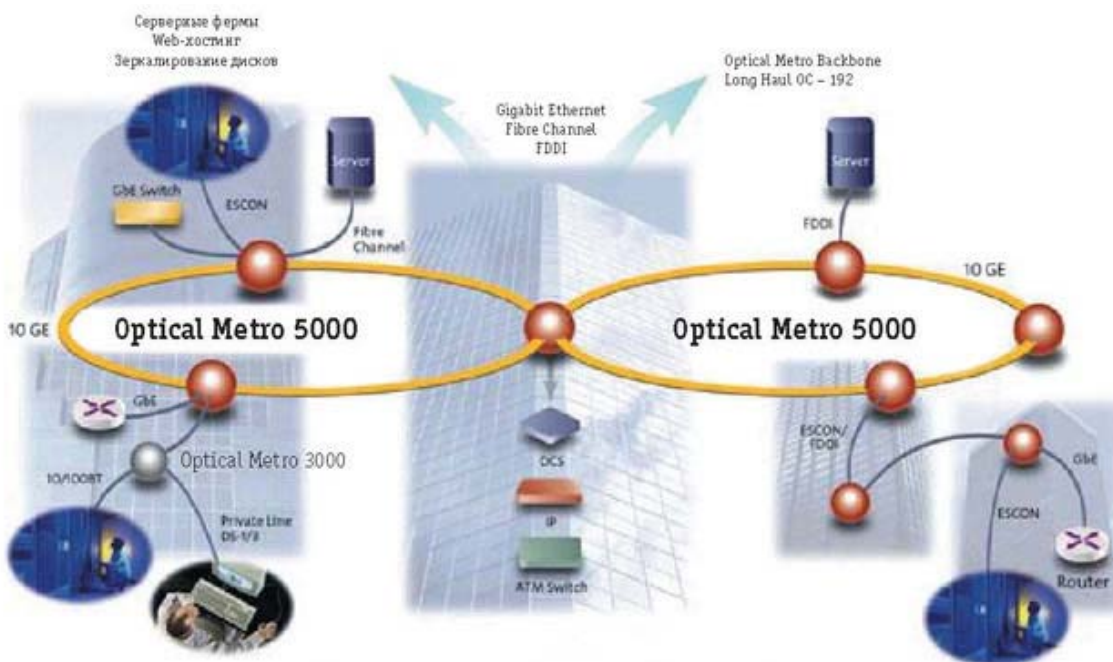 Серверные фермы
Web-хостинг
Зеркалирование дисков
Optical Metro Backbone
Long Haul OC – 192
Gigabit Ethernet
Fibre Channel
FDDI
Server
Server
GbE Switch
ESCON
Fibre
Channel
FDDI
10 GE
10 GE
Optical Metro 5000
Optical Metro 5000
GbE
Optical Metro 3000
10/100BT
Private Line
DS-1/3
DCS
IP
ATM Switch
ESCON/
FDDI
GbE
ESCON
Router